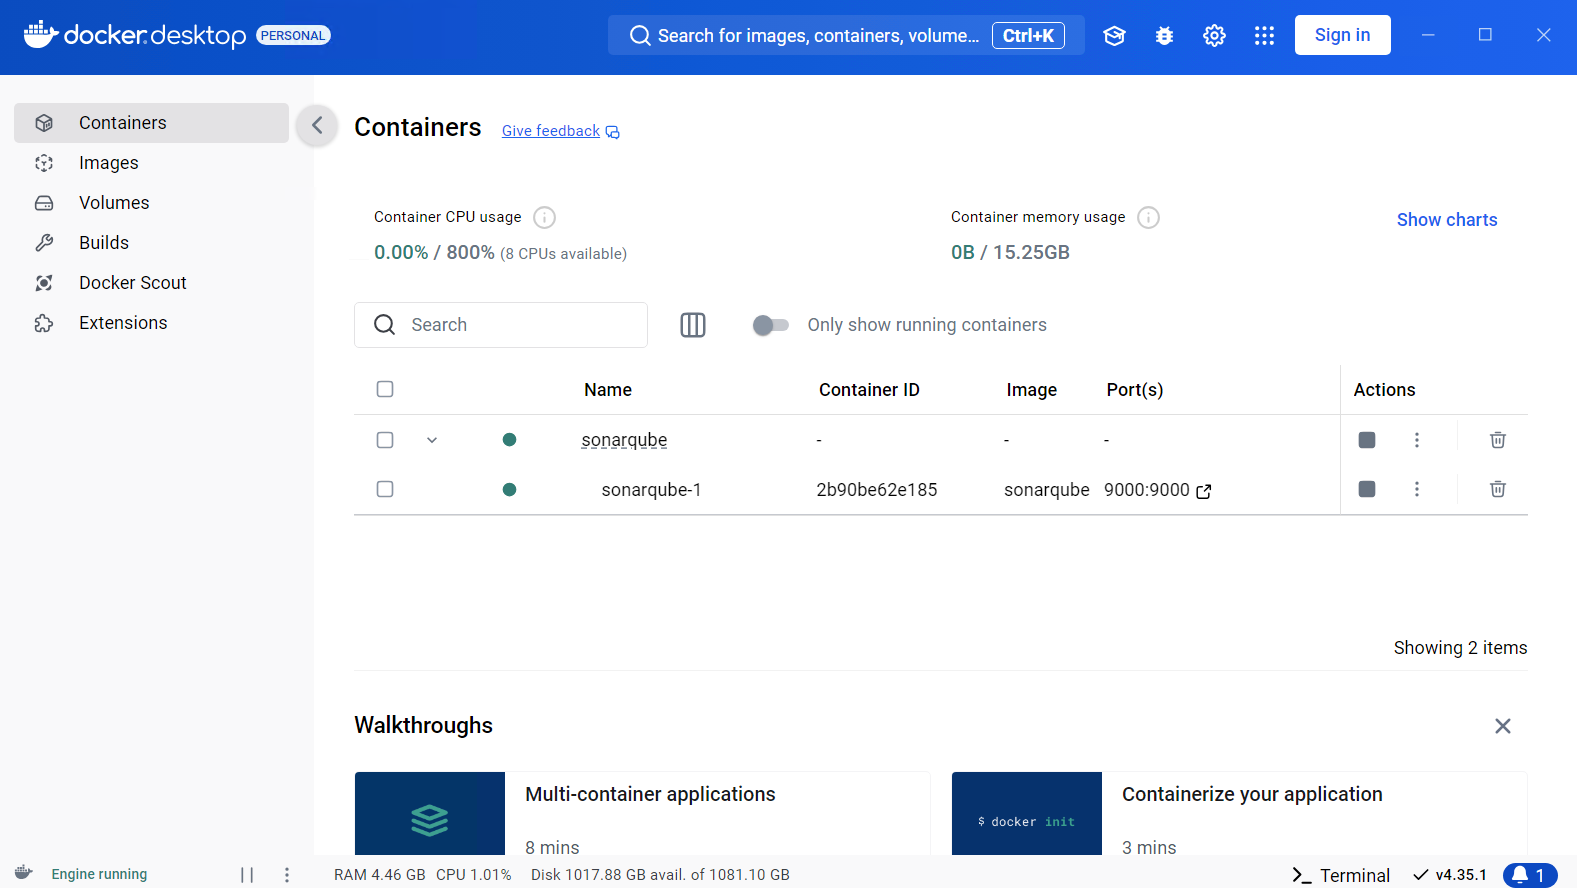 docker desktop PERSONAL
Search for images, containers, volume... Ctrl+K
Sign in
Containers
Images
Volumes
Builds
Docker Scout
Extensions
Containers Give feedback
Container CPU usage
0.00% / 800% (8 CPUs available)
Container memory usage
0B / 15.25GB
Show charts
Search
Only show running containers
Name Container ID Image Port(s) Actions
sonarqube - - -
sonarqube-1 2b90be62e185 sonarqube 9000:9000
Showing 2 items
Walkthroughs
Multi-container applications
8 mins
$ docker init
Containerize your application
3 mins
Engine running
RAM 4.46 GB CPU 1.01% Disk 1017.88 GB avail. of 1081.10 GB
Terminal v4.35.1 1